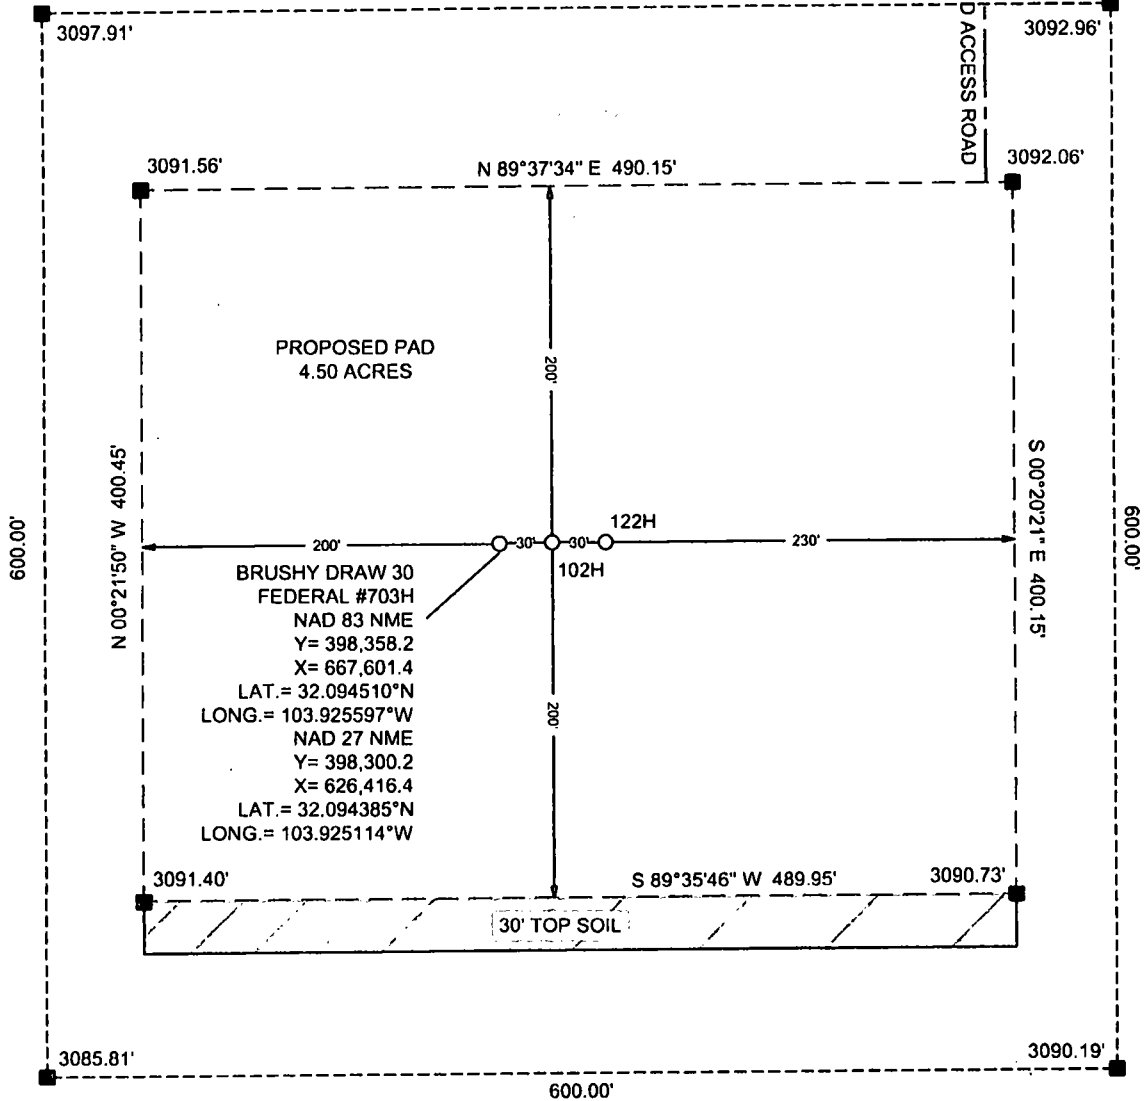 3097.91'
3092.96'
D ACCESS ROAD
3091.56'
N 89°37'34" E 490.15'
3092.06'
PROPOSED PAD
4.50 ACRES
200'
N 00°21'50" W 400.45'
S 00°20'21" E 400.15'
600.00'
600.00'
122H
200'
30'
30'
230'
102H
BRUSHY DRAW 30
FEDERAL #703H
NAD 83 NME
Y= 398,358.2
X= 667,601.4
LAT.= 32.094510°N
LONG.= 103.925597°W
NAD 27 NME
Y= 398,300.2
X= 626,416.4
LAT.= 32.094385°N
LONG.= 103.925114°W
200'
3091.40'
S 89°35'46" W 489.95'
3090.73'
30' TOP SOIL
3085.81'
3090.19'
600.00'